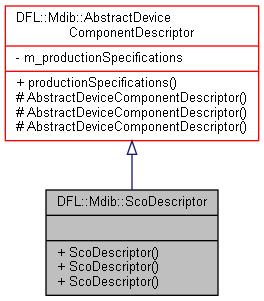 DFL::Mdib::AbstractDevice
ComponentDescriptor
- m_productionSpecifications
+ productionSpecifications()
# AbstractDeviceComponentDescriptor()
# AbstractDeviceComponentDescriptor()
# AbstractDeviceComponentDescriptor()
DFL::Mdib::ScoDescriptor
+ ScoDescriptor()
+ ScoDescriptor()
+ ScoDescriptor()